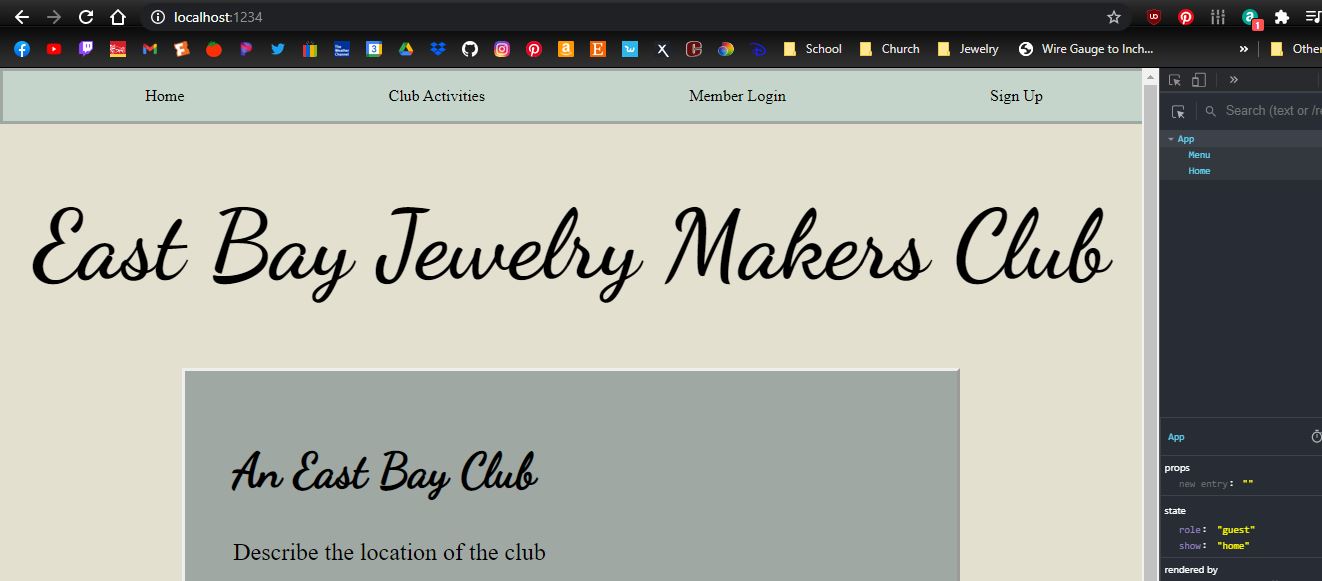 localhost:1234
School Church Jewelry Wire Gauge to Inch... » Other
Home Club Activities Member Login Sign Up
East Bay Jewelry Makers Club
An East Bay Club
Describe the location of the club
»
Search (text or /re
App
Menu
Home
App
props
new entry: ""
state
role: "guest"
show: "home"
rendered by